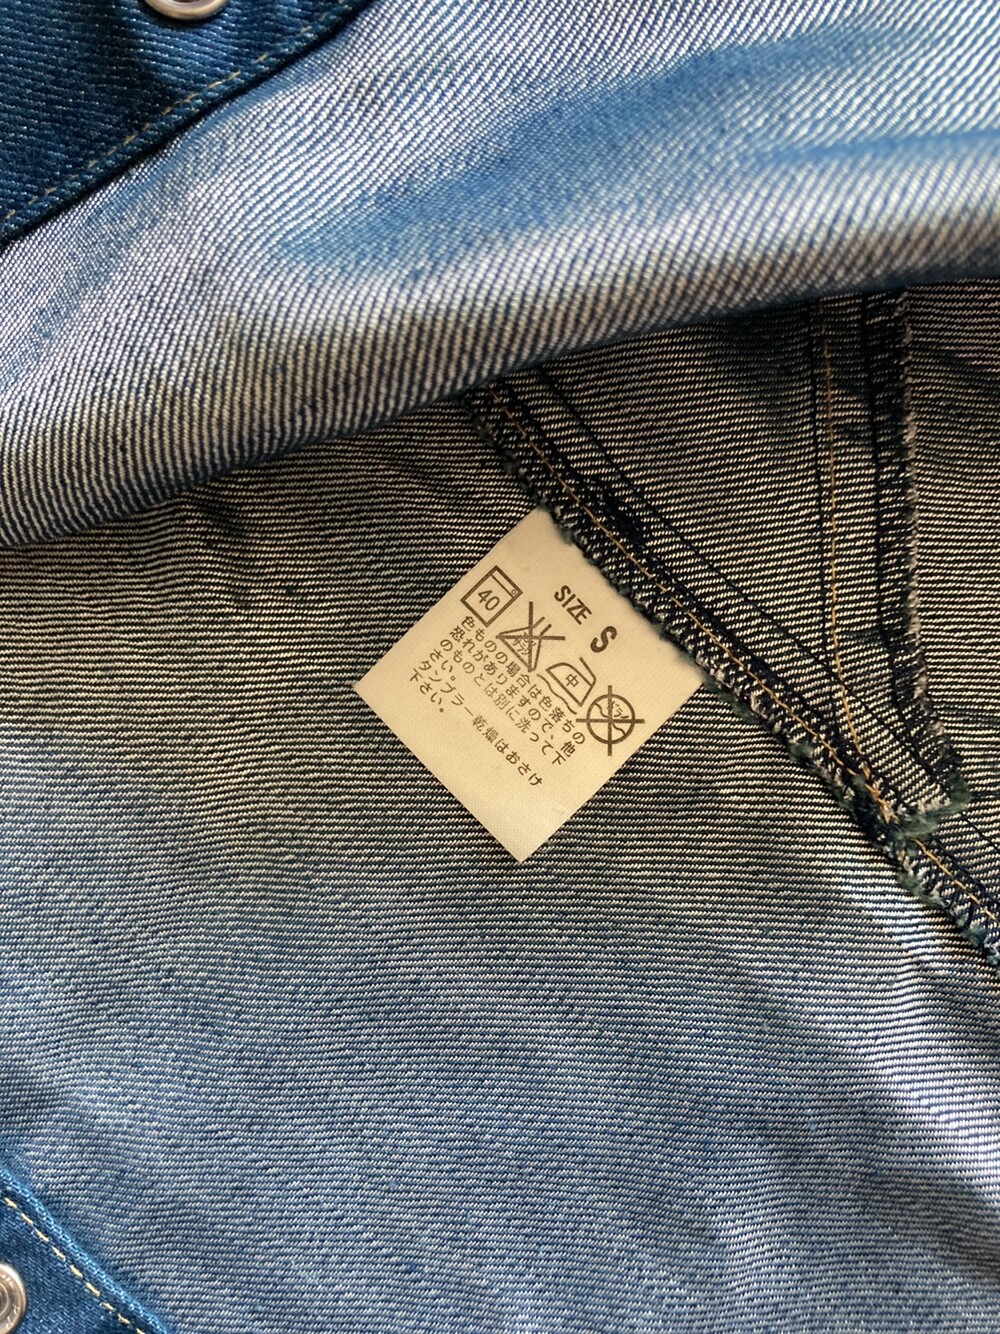 SIZE S
40
中
色ものの場合は色落ちの
恐れがありますので、他
のものとは別に洗って下
さい。
タンブラー乾燥はおさけ
下さい。